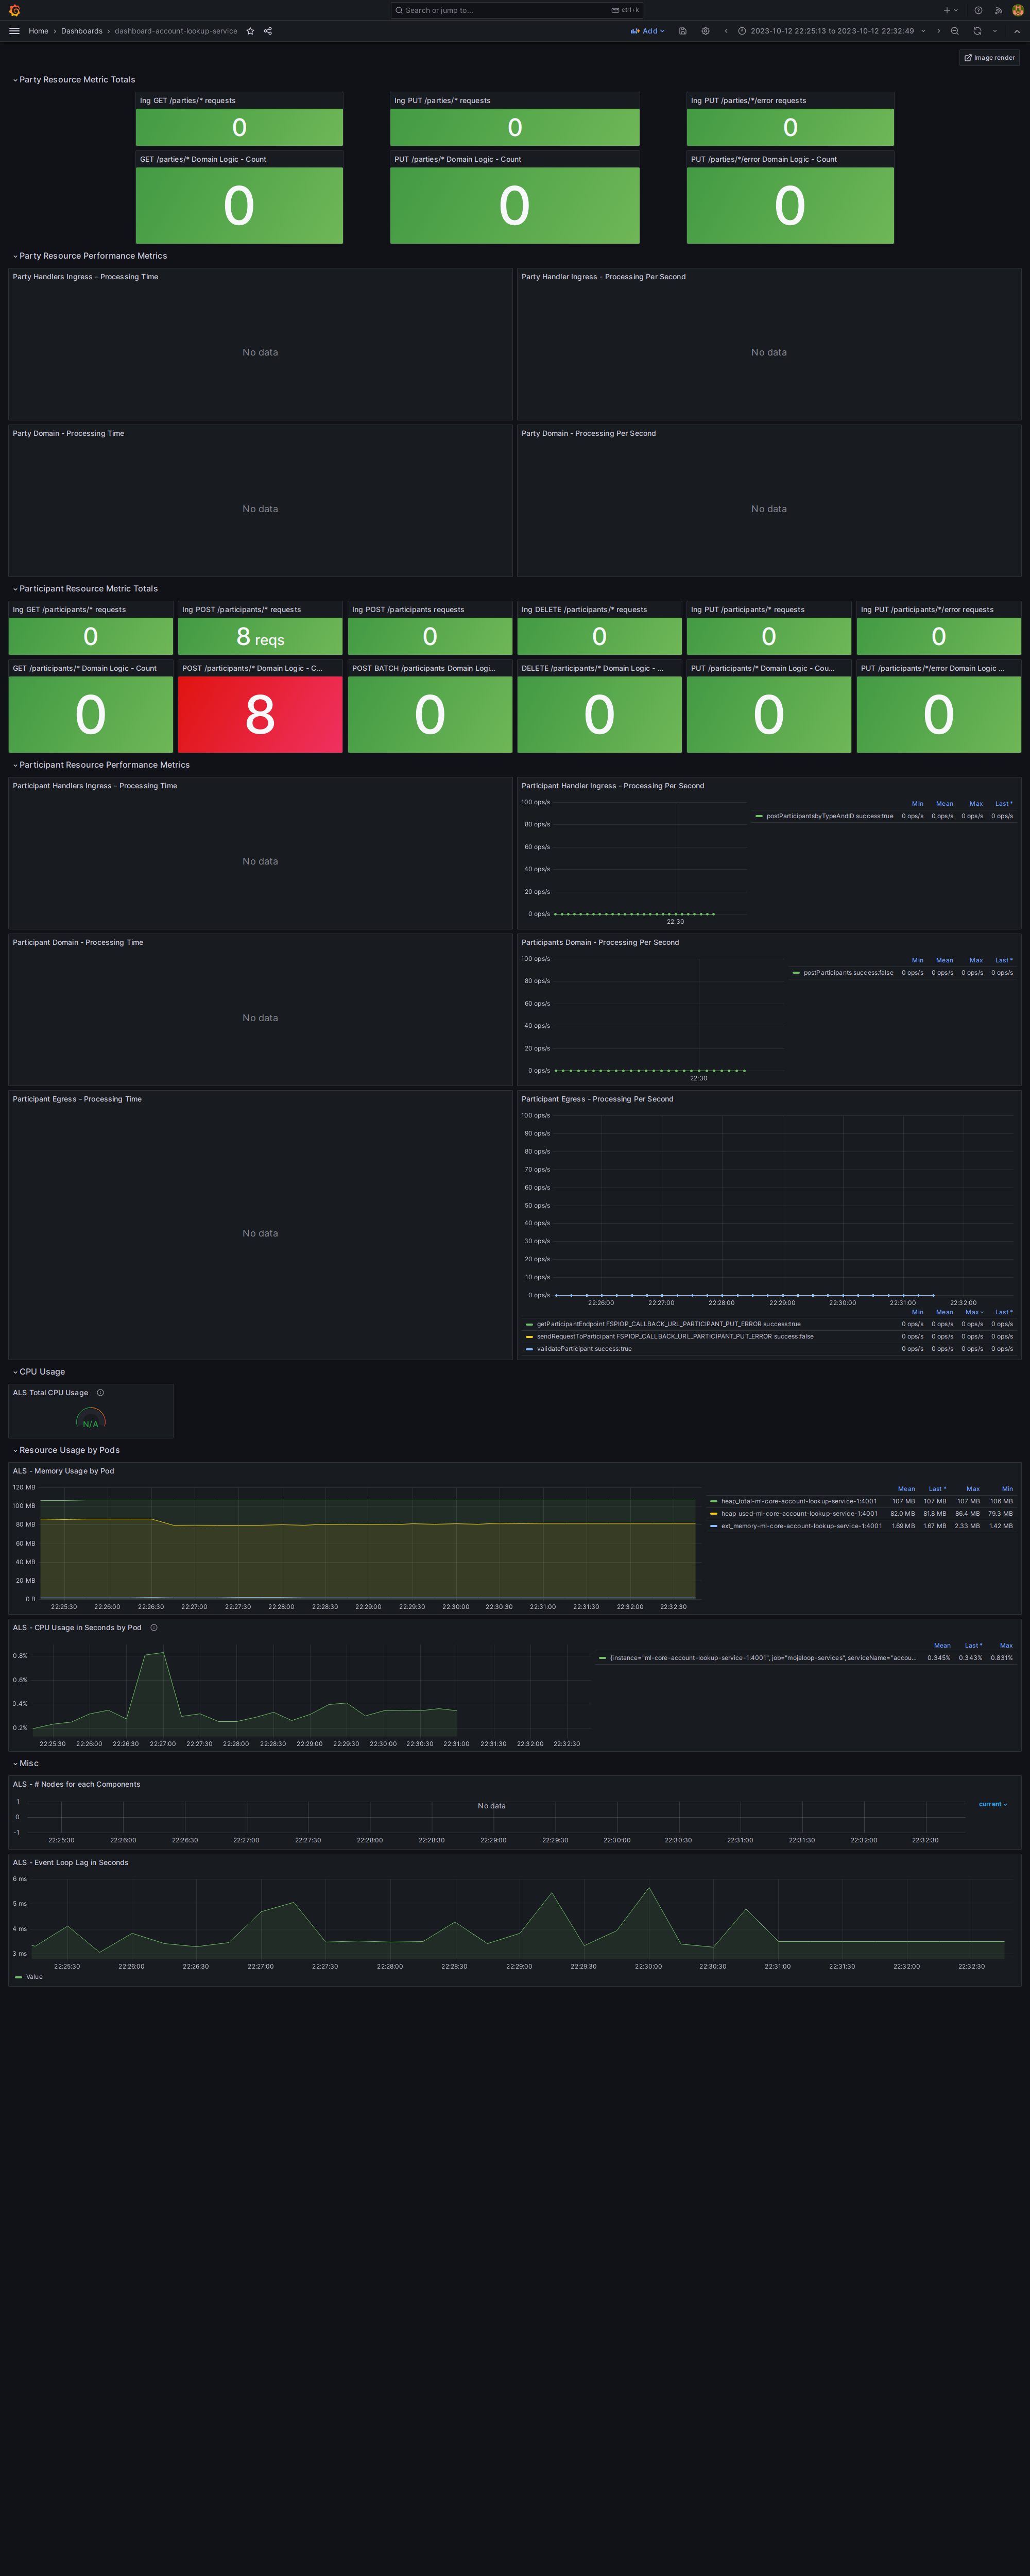 Search or jump to...
ctrl+k
Home › Dashboards › dashboard-account-lookup-service
Add
2023-10-12 22:25:13 to 2023-10-12 22:32:49
Image render
Party Resource Metric Totals
Ing GET /parties/* requests
Ing PUT /parties/* requests
Ing PUT /parties/*/error requests
0
0
0
GET /parties/* Domain Logic - Count
PUT /parties/* Domain Logic - Count
PUT /parties/*/error Domain Logic - Count
0
0
0
Party Resource Performance Metrics
Party Handlers Ingress - Processing Time
Party Handler Ingress - Processing Per Second
No data
No data
Party Domain - Processing Time
Party Domain - Processing Per Second
No data
No data
Participant Resource Metric Totals
Ing GET /participants/* requests
Ing POST /participants/* requests
Ing POST /participants requests
Ing DELETE /participants/* requests
Ing PUT /participants/* requests
Ing PUT /participants/*/error requests
0
8 reqs
0
0
0
0
GET /participants/* Domain Logic - Count
POST /participants/* Domain Logic - C...
POST BATCH /participants Domain Logi...
DELETE /participants/* Domain Logic - ...
PUT /participants/* Domain Logic - Cou...
PUT /participants/*/error Domain Logic ...
0
8
0
0
0
0
Participant Resource Performance Metrics
Participant Handlers Ingress - Processing Time
No data
Participant Handler Ingress - Processing Per Second
100 ops/s
80 ops/s
60 ops/s
40 ops/s
20 ops/s
0 ops/s
22:30
Min Mean Max Last *
postParticipantsbyTypeAndID success:true 0 ops/s 0 ops/s 0 ops/s 0 ops/s
Participant Domain - Processing Time
No data
Participants Domain - Processing Per Second
100 ops/s
80 ops/s
60 ops/s
40 ops/s
20 ops/s
0 ops/s
22:30
Min Mean Max Last *
postParticipants success:false 0 ops/s 0 ops/s 0 ops/s 0 ops/s
Participant Egress - Processing Time
No data
Participant Egress - Processing Per Second
100 ops/s
90 ops/s
80 ops/s
70 ops/s
60 ops/s
50 ops/s
40 ops/s
30 ops/s
20 ops/s
10 ops/s
0 ops/s
22:26:00 22:27:00 22:28:00 22:29:00 22:30:00 22:31:00 22:32:00
Min Mean Max Last *
getParticipantEndpoint FSPIOP_CALLBACK_URL_PARTICIPANT_PUT_ERROR success:true 0 ops/s 0 ops/s 0 ops/s 0 ops/s
sendRequestToParticipant FSPIOP_CALLBACK_URL_PARTICIPANT_PUT_ERROR success:false 0 ops/s 0 ops/s 0 ops/s 0 ops/s
validateParticipant success:true 0 ops/s 0 ops/s 0 ops/s 0 ops/s
CPU Usage
ALS Total CPU Usage
N/A
Resource Usage by Pods
ALS - Memory Usage by Pod
120 MB
100 MB
80 MB
60 MB
40 MB
20 MB
0 B
22:25:30 22:26:00 22:26:30 22:27:00 22:27:30 22:28:00 22:28:30 22:29:00 22:29:30 22:30:00 22:30:30 22:31:00 22:31:30 22:32:00 22:32:30
Mean Last * Max Min
heap_total-ml-core-account-lookup-service-1:4001 107 MB 107 MB 107 MB 106 MB
heap_used-ml-core-account-lookup-service-1:4001 82.0 MB 81.8 MB 86.4 MB 79.3 MB
ext_memory-ml-core-account-lookup-service-1:4001 1.69 MB 1.67 MB 2.33 MB 1.42 MB
ALS - CPU Usage in Seconds by Pod
0.8%
0.6%
0.4%
0.2%
22:25:30 22:26:00 22:26:30 22:27:00 22:27:30 22:28:00 22:28:30 22:29:00 22:29:30 22:30:00 22:30:30 22:31:00 22:31:30 22:32:00 22:32:30
Mean Last * Max
{instance="ml-core-account-lookup-service-1:4001", job="mojaloop-services", serviceName="accou... 0.345% 0.343% 0.831%
Misc
ALS - # Nodes for each Components
1
0
-1
No data
current
22:25:30 22:26:00 22:26:30 22:27:00 22:27:30 22:28:00 22:28:30 22:29:00 22:29:30 22:30:00 22:30:30 22:31:00 22:31:30 22:32:00 22:32:30
ALS - Event Loop Lag in Seconds
6 ms
5 ms
4 ms
3 ms
22:25:30 22:26:00 22:26:30 22:27:00 22:27:30 22:28:00 22:28:30 22:29:00 22:29:30 22:30:00 22:30:30 22:31:00 22:31:30 22:32:00 22:32:30
Value